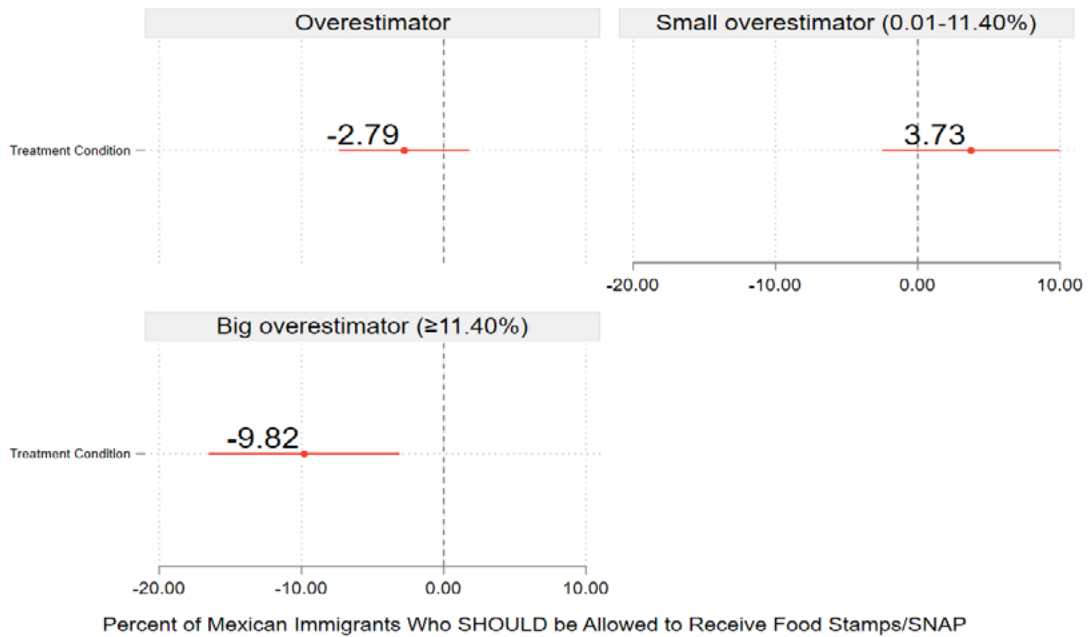 Overestimator
Small overestimator (0.01-11.40%)
-2.79
3.73
Treatment Condition
-20.00 -10.00 0.00 10.00
Big overestimator (≥11.40%)
-9.82
Treatment Condition
-20.00 -10.00 0.00 10.00
Percent of Mexican Immigrants Who SHOULD be Allowed to Receive Food Stamps/SNAP